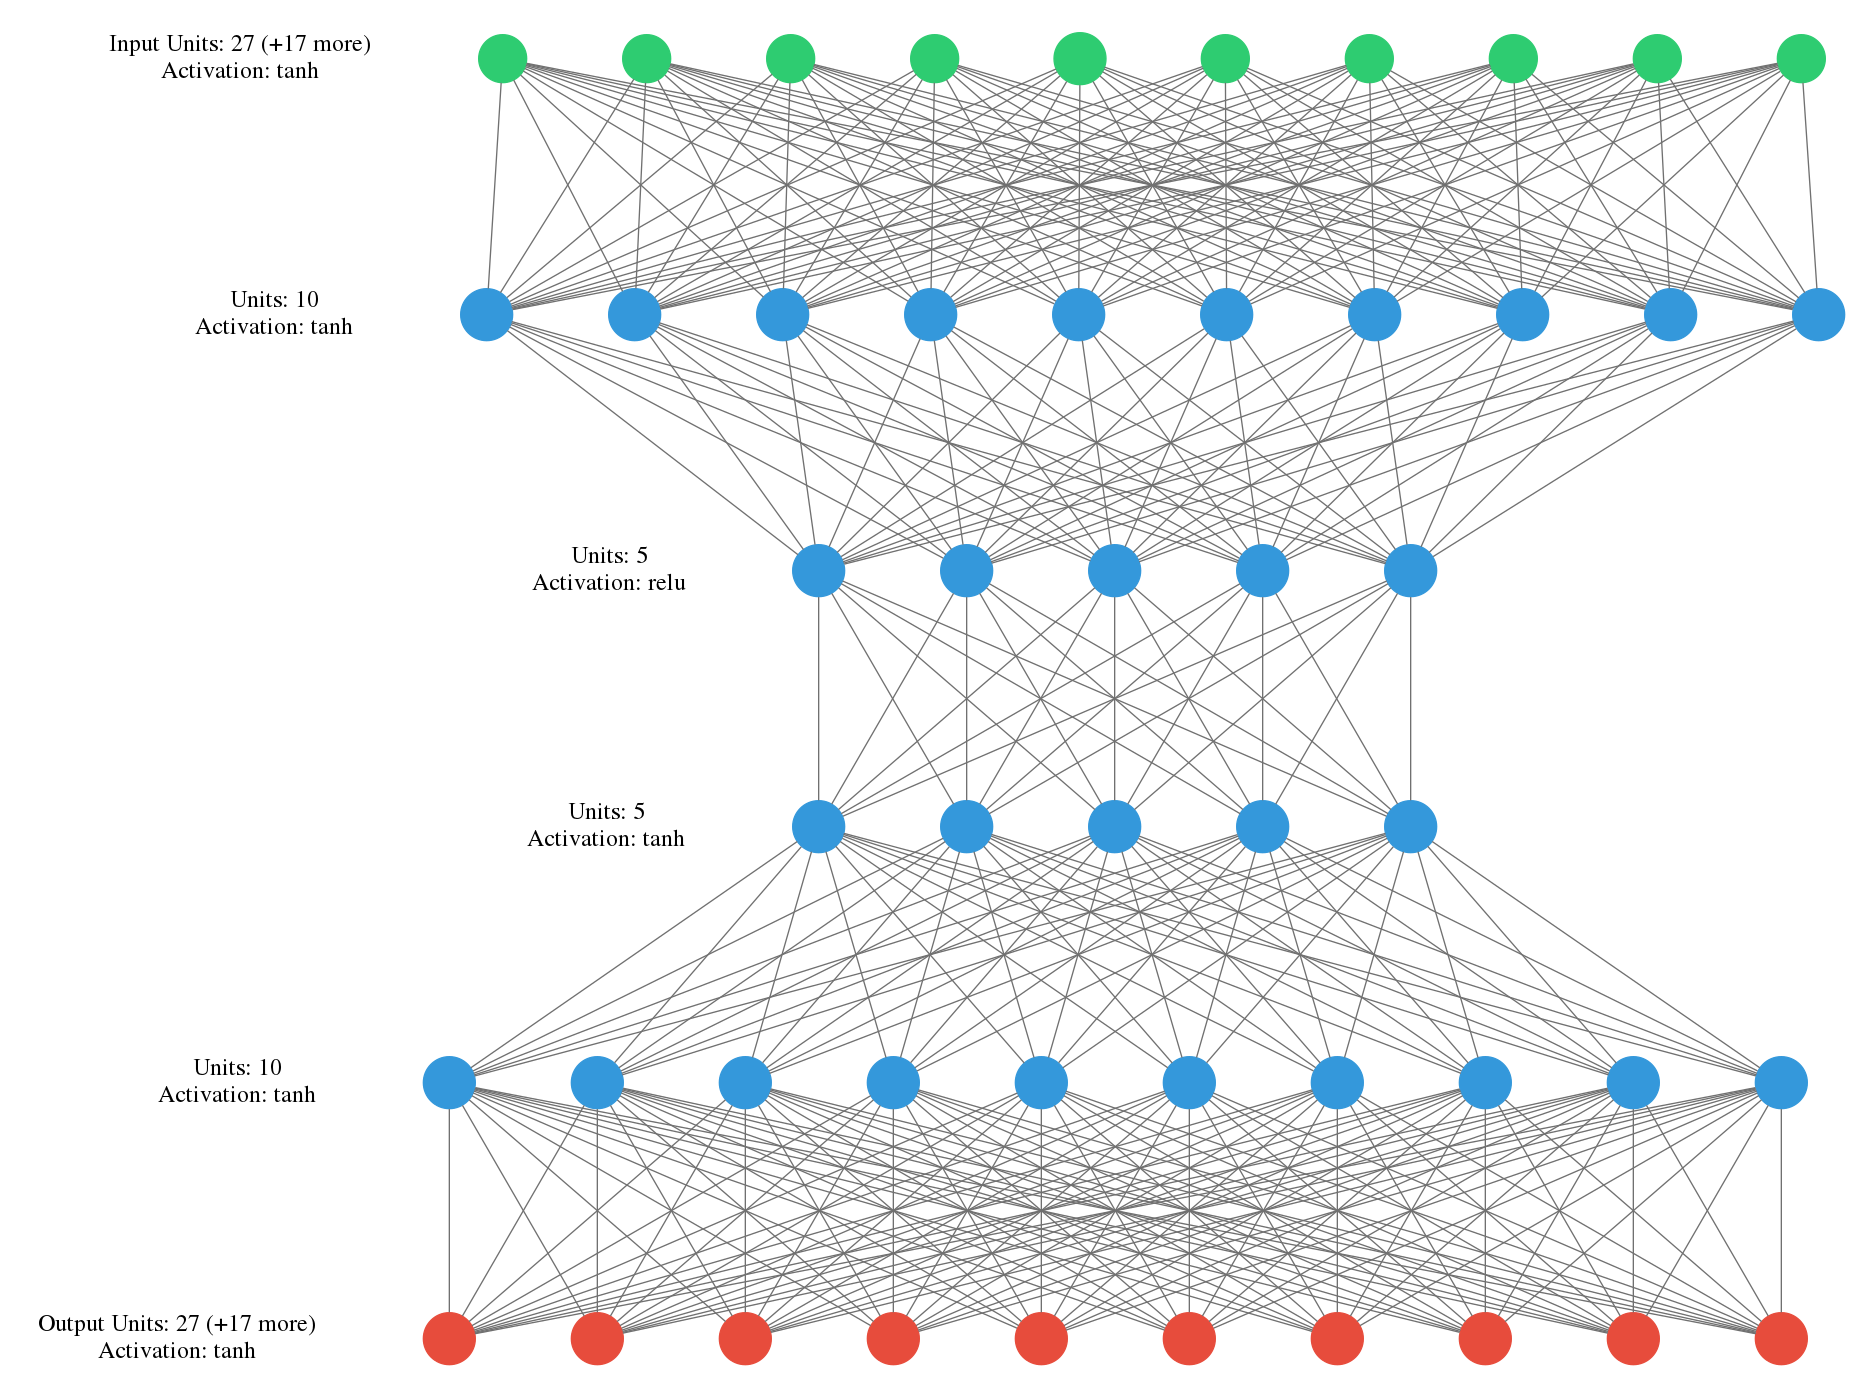 Input Units: 27 (+17 more)
Activation: tanh
Units: 10
Activation: tanh
Units: 5
Activation: relu
Units: 5
Activation: tanh
Units: 10
Activation: tanh
Output Units: 27 (+17 more)
Activation: tanh